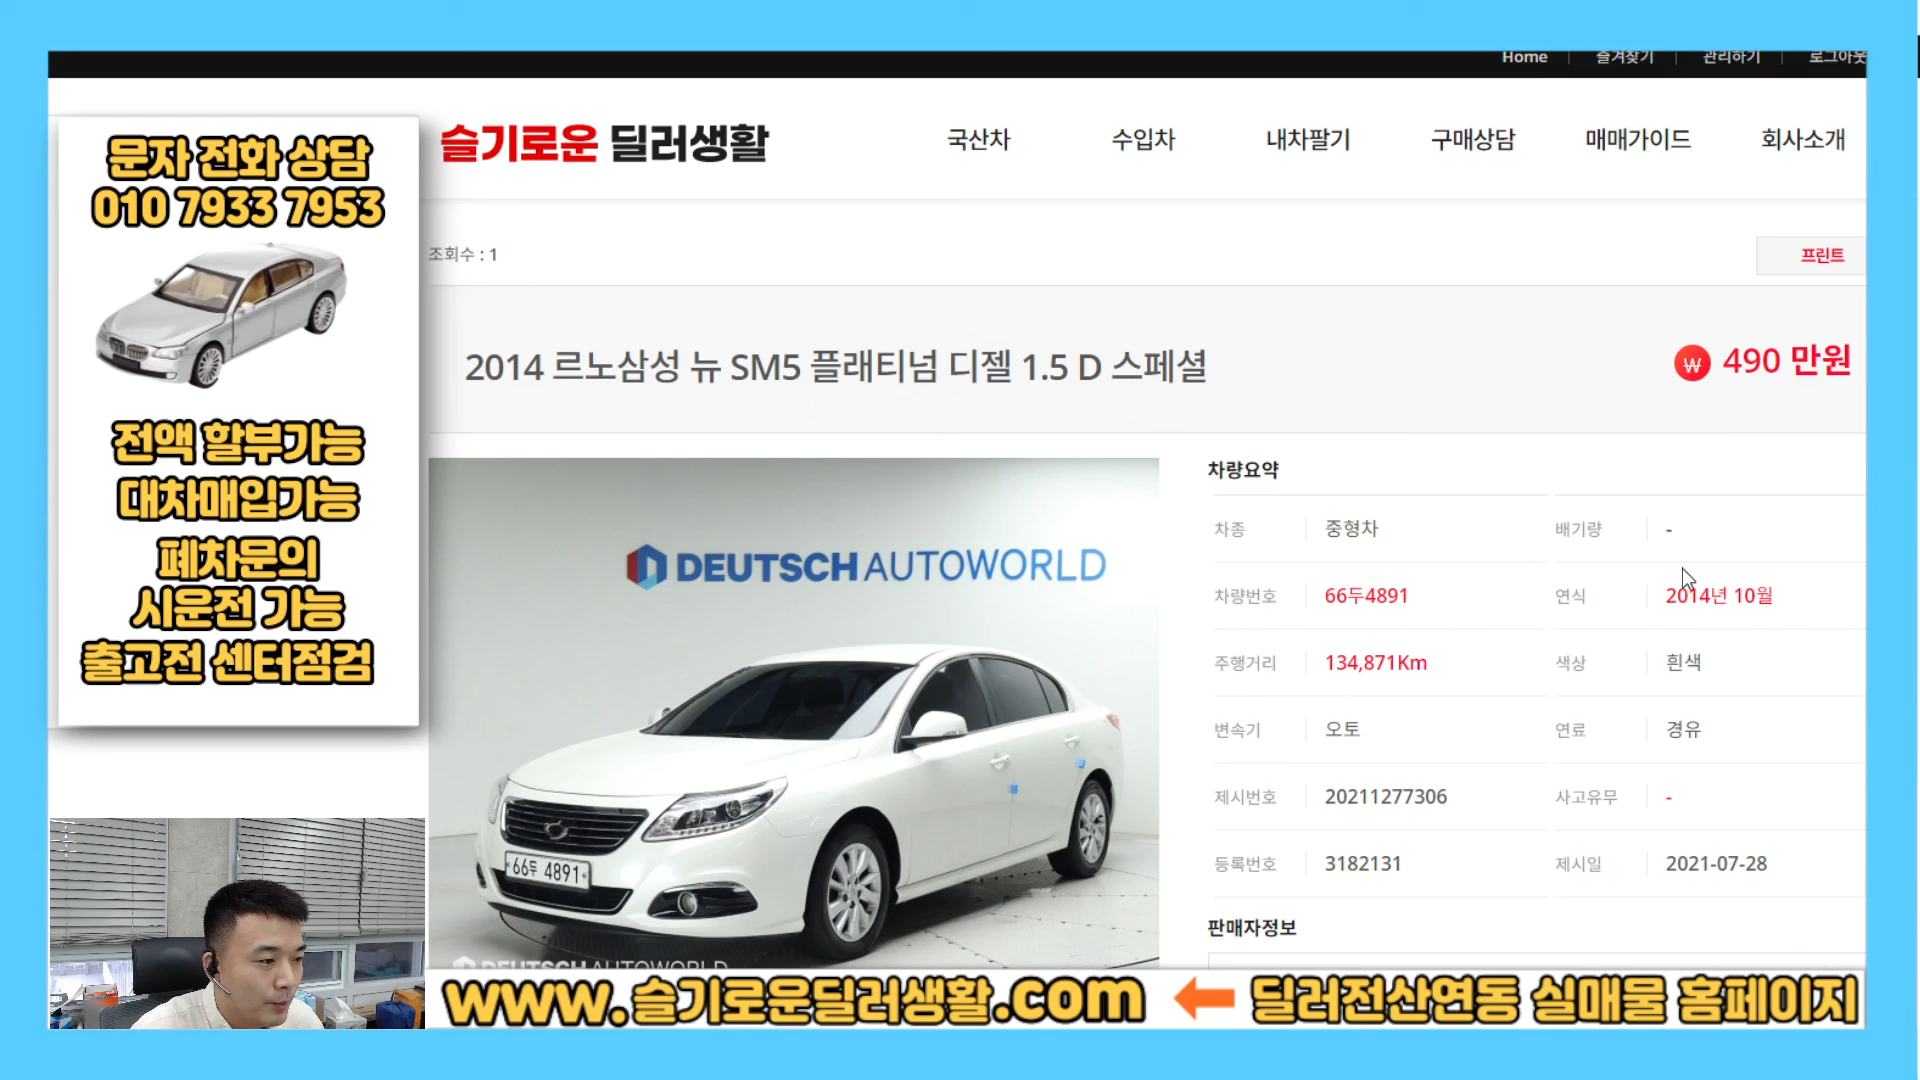 Home 즐겨찾기 관리하기 로그아웃
문자 전화 상담
010 7933 7953
전액 할부가능
대차매입가능
폐차문의
시운전 가능
출고전 센터점검
슬기로운 딜러생활
국산차 수입차 내차팔기 구매상담 매매가이드 회사소개
조회수 : 1
프린트
2014 르노삼성 뉴 SM5 플래티넘 디젤 1.5 D 스페셜
₩ 490 만원
DEUTSCH AUTOWORLD
66두 4891
DEUTSCH AUTOWORLD
차량요약
차종 중형차 배기량 -
차량번호 66두4891 연식 2014년 10월
주행거리 134,871Km 색상 흰색
변속기 오토 연료 경유
제시번호 20211277306 사고유무 -
등록번호 3182131 제시일 2021-07-28
판매자정보
www.슬기로운딜러생활.com 딜러전산연동 실매물 홈페이지